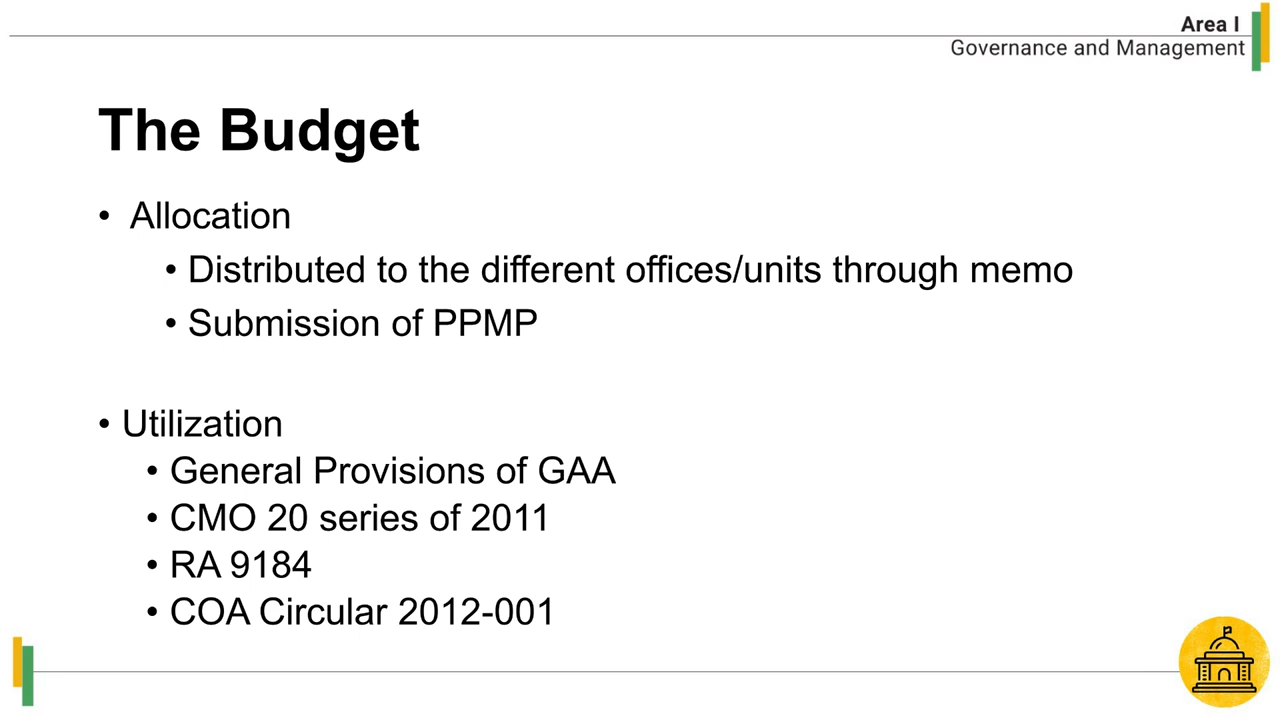 Area I
Governance and Management
The Budget
• Allocation
• Distributed to the different offices/units through memo
• Submission of PPMP
• Utilization
• General Provisions of GAA
• CMO 20 series of 2011
• RA 9184
• COA Circular 2012-001